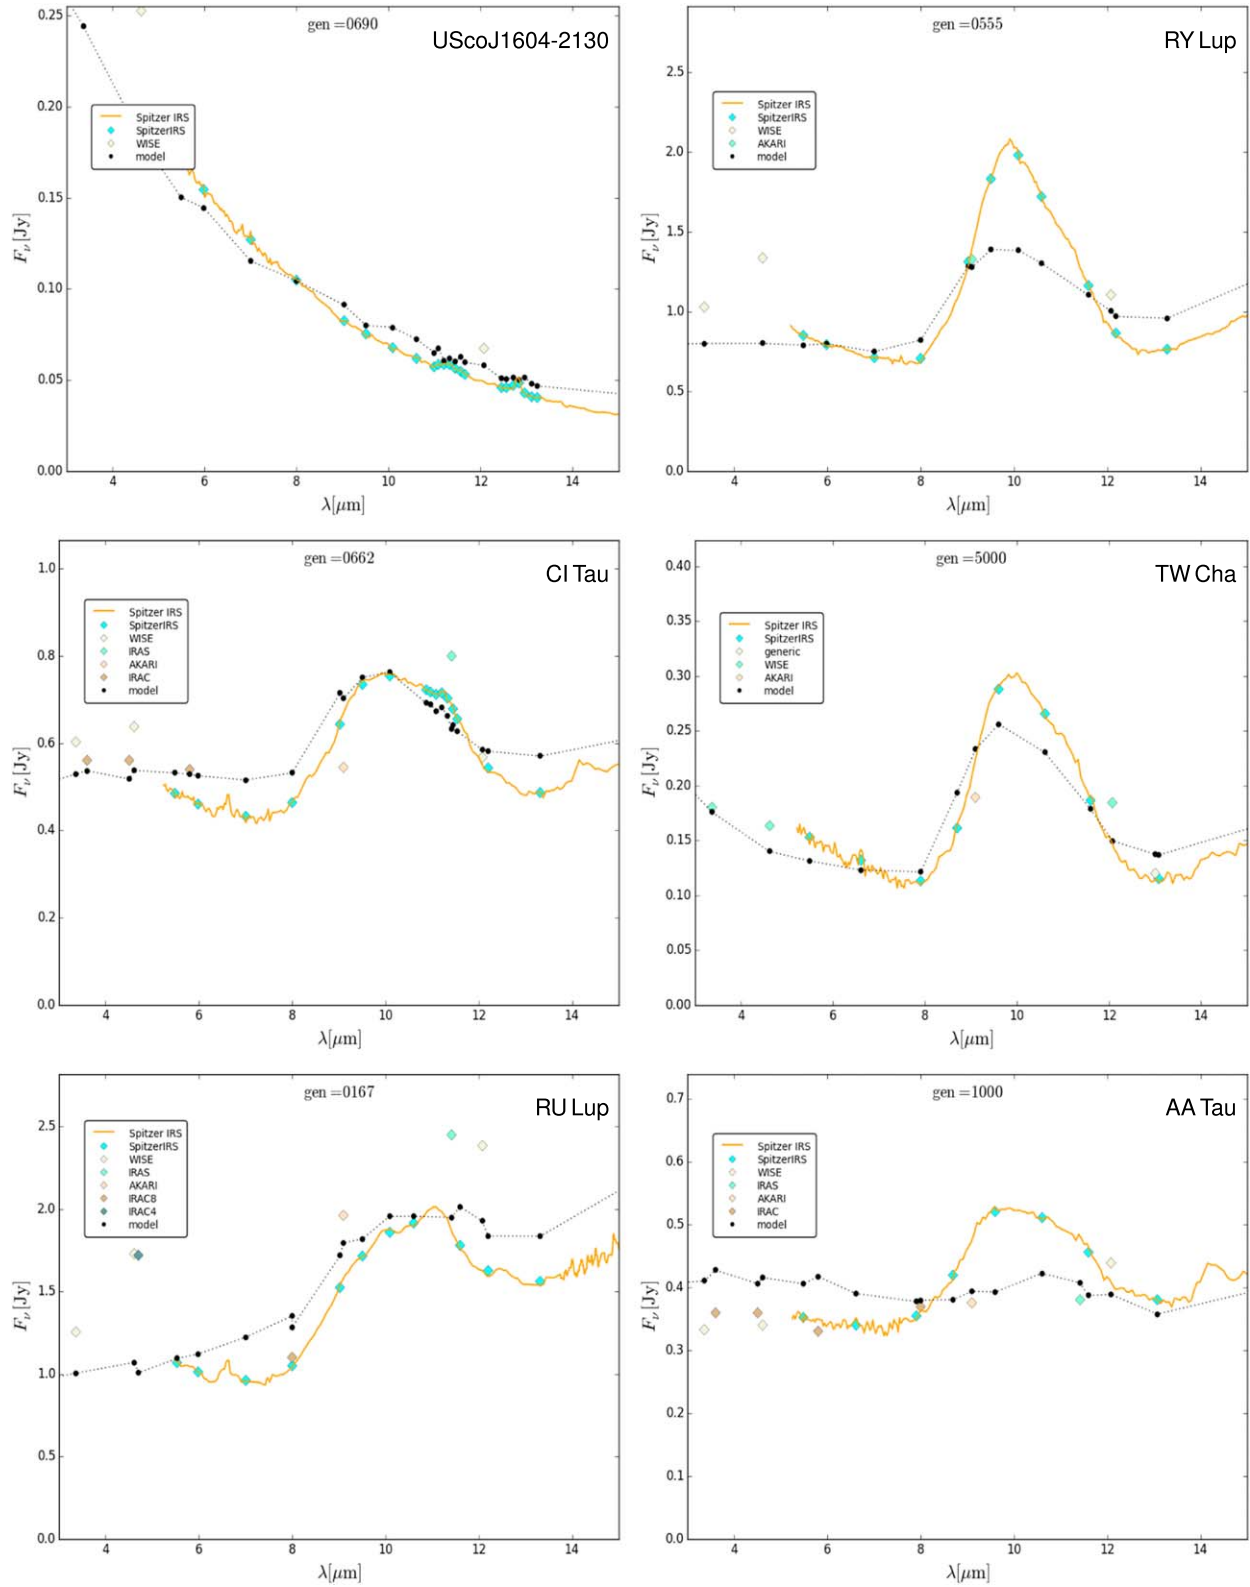 gen = 0690
UScoJ1604-2130
Spitzer IRS
SpitzerIRS
WISE
model
0.25
0.20
0.15
0.10
0.05
0.00
Fν[Jy]
4 6 8 10 12 14
λ[μm]
gen = 0555
RY Lup
Spitzer IRS
SpitzerIRS
WISE
AKARI
model
2.5
2.0
1.5
1.0
0.5
0.0
Fν[Jy]
4 6 8 10 12 14
λ[μm]
gen = 0662
CI Tau
Spitzer IRS
SpitzerIRS
WISE
IRAS
AKARI
IRAC
model
1.0
0.8
0.6
0.4
0.2
0.0
Fν[Jy]
4 6 8 10 12 14
λ[μm]
gen = 5000
TW Cha
Spitzer IRS
SpitzerIRS
generic
WISE
AKARI
model
0.40
0.35
0.30
0.25
0.20
0.15
0.10
0.05
0.00
Fν[Jy]
4 6 8 10 12 14
λ[μm]
gen = 0167
RU Lup
Spitzer IRS
SpitzerIRS
WISE
IRAS
AKARI
IRAC8
IRAC4
model
2.5
2.0
1.5
1.0
0.5
0.0
Fν[Jy]
4 6 8 10 12 14
λ[μm]
gen = 1000
AA Tau
Spitzer IRS
SpitzerIRS
WISE
IRAS
AKARI
IRAC
model
0.7
0.6
0.5
0.4
0.3
0.2
0.1
0.0
Fν[Jy]
4 6 8 10 12 14
λ[μm]